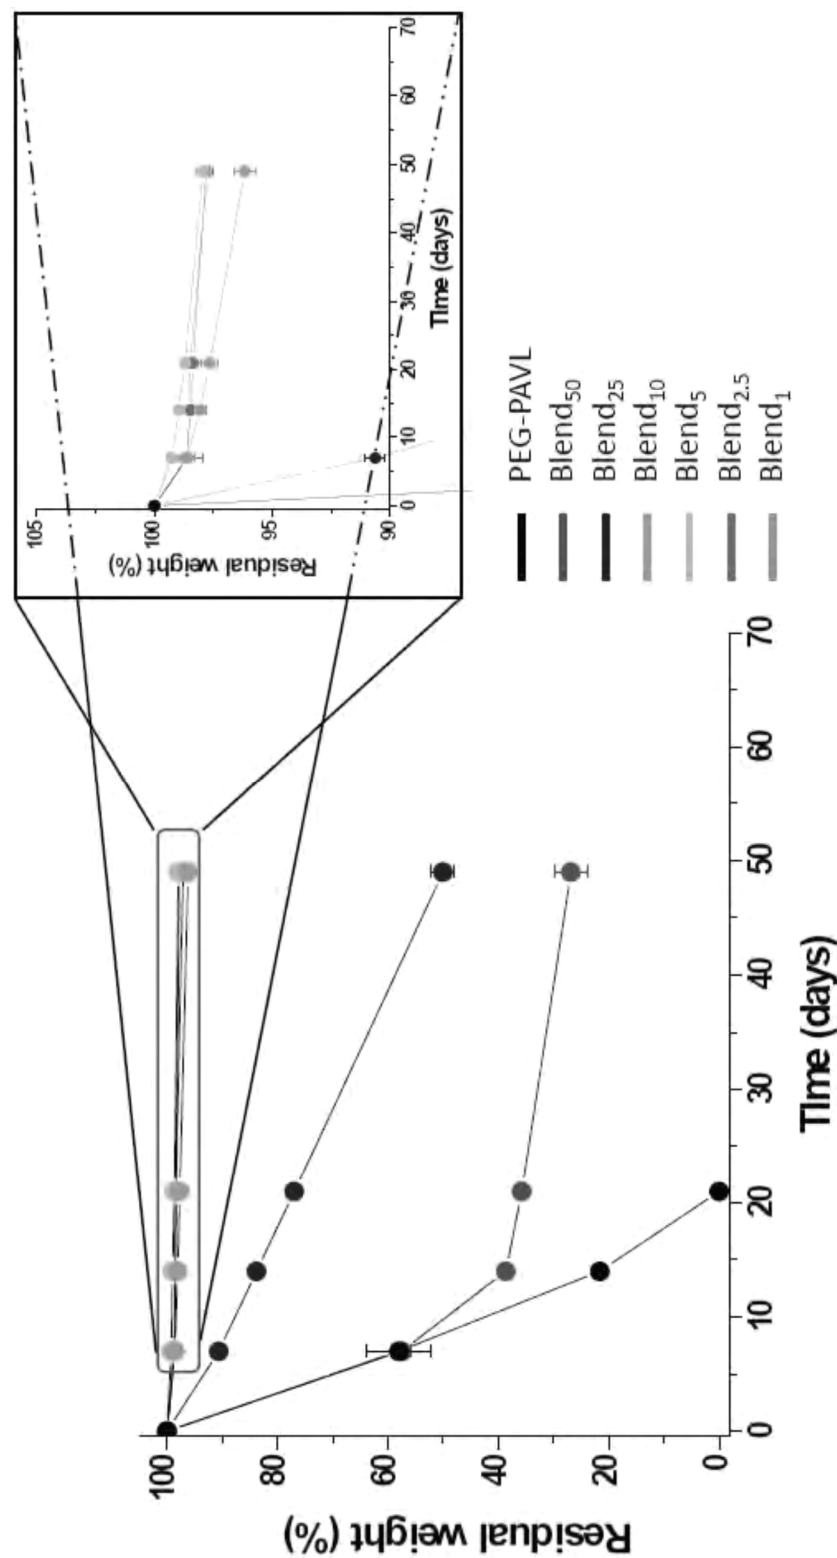 105
100
95
90
Residual weight (%)
0
10
20
30
40
50
60
70
TIme (days)
PEG-PAVL
Blend50
Blend25
Blend10
Blend5
Blend2.5
Blend1
100
80
60
40
20
0
Residual weight (%)
0
10
20
30
40
50
60
70
TIme (days)